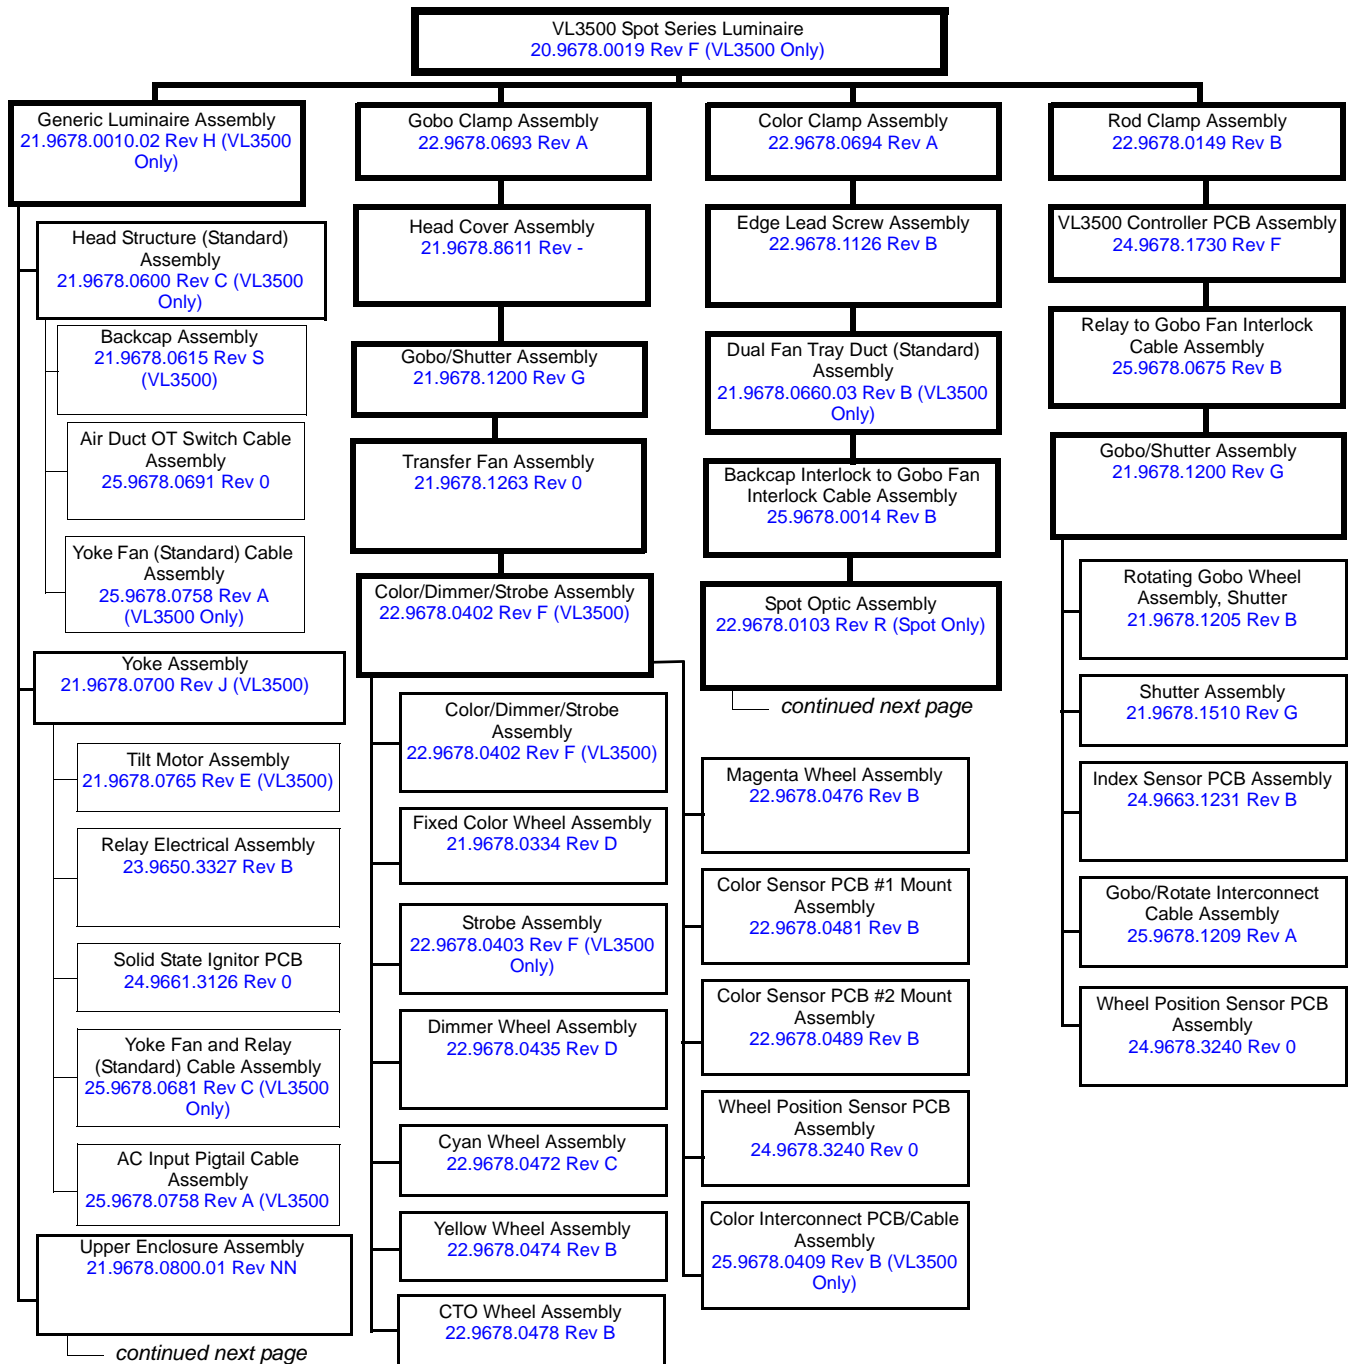 VL3500 Spot Series Luminaire
20.9678.0019 Rev F (VL3500 Only)
Generic Luminaire Assembly
21.9678.0010.02 Rev H (VL3500
Only)
Head Structure (Standard)
Assembly
21.9678.0600 Rev C (VL3500
Only)
Backcap Assembly
21.9678.0615 Rev S
(VL3500)
Air Duct OT Switch Cable
Assembly
25.9678.0691 Rev 0
Yoke Fan (Standard) Cable
Assembly
25.9678.0758 Rev A
(VL3500 Only)
Yoke Assembly
21.9678.0700 Rev J (VL3500)
Tilt Motor Assembly
21.9678.0765 Rev E (VL3500)
Relay Electrical Assembly
23.9650.3327 Rev B
Solid State Ignitor PCB
24.9661.3126 Rev 0
Yoke Fan and Relay
(Standard) Cable Assembly
25.9678.0681 Rev C (VL3500
Only)
AC Input Pigtail Cable
Assembly
25.9678.0758 Rev A (VL3500
Upper Enclosure Assembly
21.9678.0800.01 Rev NN
continued next page
Gobo Clamp Assembly
22.9678.0693 Rev A
Head Cover Assembly
21.9678.8611 Rev -
Gobo/Shutter Assembly
21.9678.1200 Rev G
Transfer Fan Assembly
21.9678.1263 Rev 0
Color/Dimmer/Strobe Assembly
22.9678.0402 Rev F (VL3500)
Color/Dimmer/Strobe
Assembly
22.9678.0402 Rev F (VL3500)
Fixed Color Wheel Assembly
21.9678.0334 Rev D
Strobe Assembly
22.9678.0403 Rev F (VL3500
Only)
Dimmer Wheel Assembly
22.9678.0435 Rev D
Cyan Wheel Assembly
22.9678.0472 Rev C
Yellow Wheel Assembly
22.9678.0474 Rev B
CTO Wheel Assembly
22.9678.0478 Rev B
Color Clamp Assembly
22.9678.0694 Rev A
Edge Lead Screw Assembly
22.9678.1126 Rev B
Dual Fan Tray Duct (Standard)
Assembly
21.9678.0660.03 Rev B (VL3500
Only)
Backcap Interlock to Gobo Fan
Interlock Cable Assembly
25.9678.0014 Rev B
Spot Optic Assembly
22.9678.0103 Rev R (Spot Only)
continued next page
Magenta Wheel Assembly
22.9678.0476 Rev B
Color Sensor PCB #1 Mount
Assembly
22.9678.0481 Rev B
Color Sensor PCB #2 Mount
Assembly
22.9678.0489 Rev B
Wheel Position Sensor PCB
Assembly
24.9678.3240 Rev 0
Color Interconnect PCB/Cable
Assembly
25.9678.0409 Rev B (VL3500
Only)
Rod Clamp Assembly
22.9678.0149 Rev B
VL3500 Controller PCB Assembly
24.9678.1730 Rev F
Relay to Gobo Fan Interlock
Cable Assembly
25.9678.0675 Rev B
Gobo/Shutter Assembly
21.9678.1200 Rev G
Rotating Gobo Wheel
Assembly, Shutter
21.9678.1205 Rev B
Shutter Assembly
21.9678.1510 Rev G
Index Sensor PCB Assembly
24.9663.1231 Rev B
Gobo/Rotate Interconnect
Cable Assembly
25.9678.1209 Rev A
Wheel Position Sensor PCB
Assembly
24.9678.3240 Rev 0